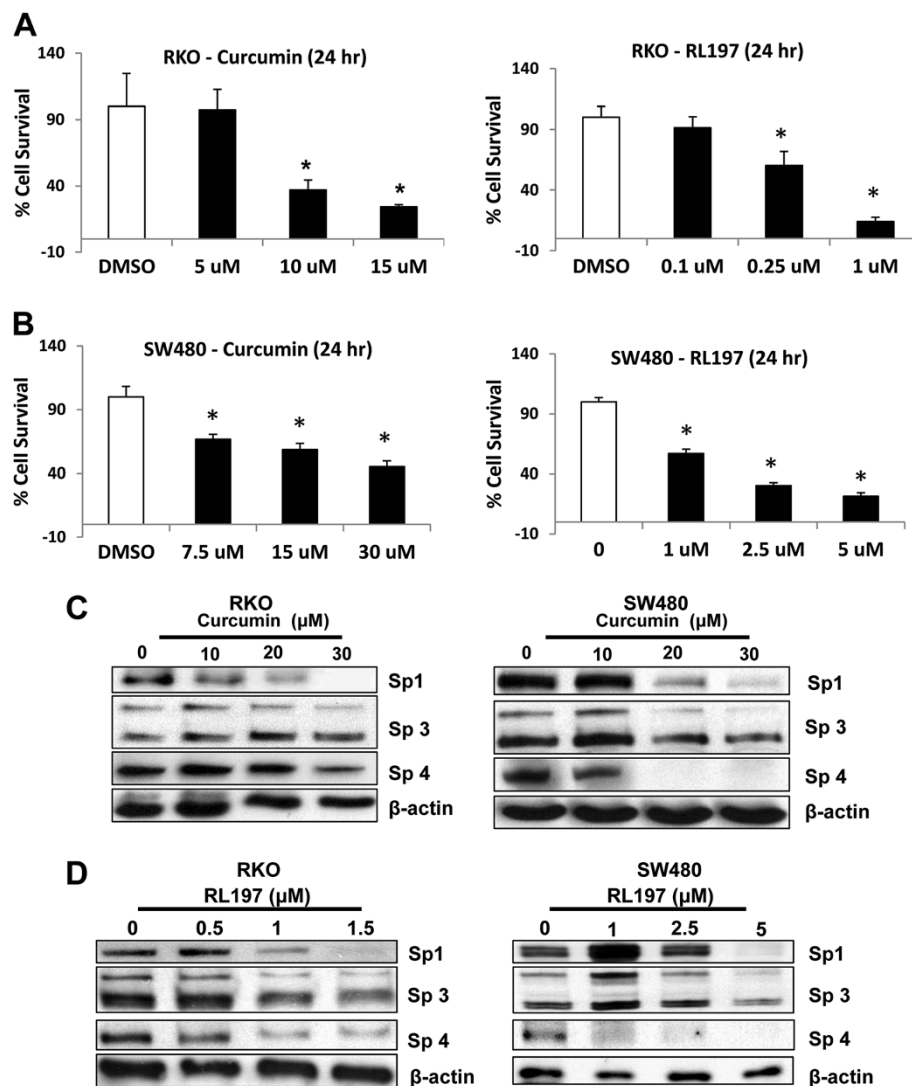 A
RKO - Curcumin (24 hr)
% Cell Survival
140
90
40
-10
* *
DMSO 5 uM 10 uM 15 uM
RKO - RL197 (24 hr)
% Cell Survival
140
90
40
-10
* *
DMSO 0.1 uM 0.25 uM 1 uM
B
SW480 - Curcumin (24 hr)
% Cell Survival
140
90
40
-10
* * *
DMSO 7.5 uM 15 uM 30 uM
SW480 - RL197 (24 hr)
% Cell Survival
140
90
40
-10
* * *
0 1 uM 2.5 uM 5 uM
C
RKO
Curcumin (μM)
0 10 20 30
Sp1
Sp 3
Sp 4
β-actin
SW480
Curcumin (μM)
0 10 20 30
Sp1
Sp 3
Sp 4
β-actin
D
RKO
RL197 (μM)
0 0.5 1 1.5
Sp1
Sp 3
Sp 4
β-actin
SW480
RL197 (μM)
0 1 2.5 5
Sp1
Sp 3
Sp 4
β-actin